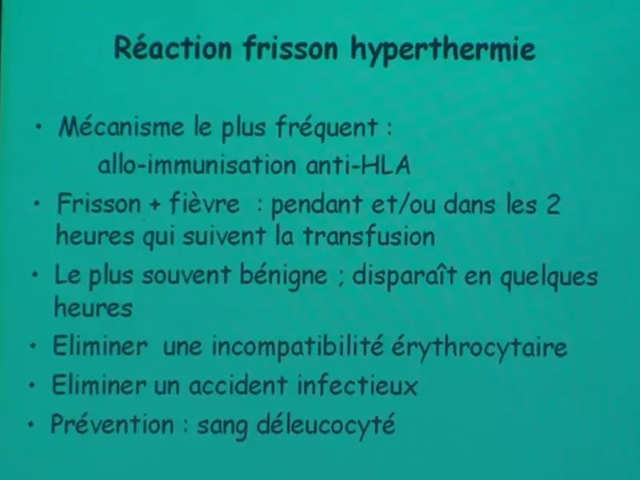 Réaction frisson hyperthermie
• Mécanisme le plus fréquent :
allo-immunisation anti-HLA
• Frisson + fièvre : pendant et/ou dans les 2
heures qui suivent la transfusion
• Le plus souvent bénigne ; disparaît en quelques
heures
• Eliminer une incompatibilité érythrocytaire
• Eliminer un accident infectieux
• Prévention : sang déleucocyté